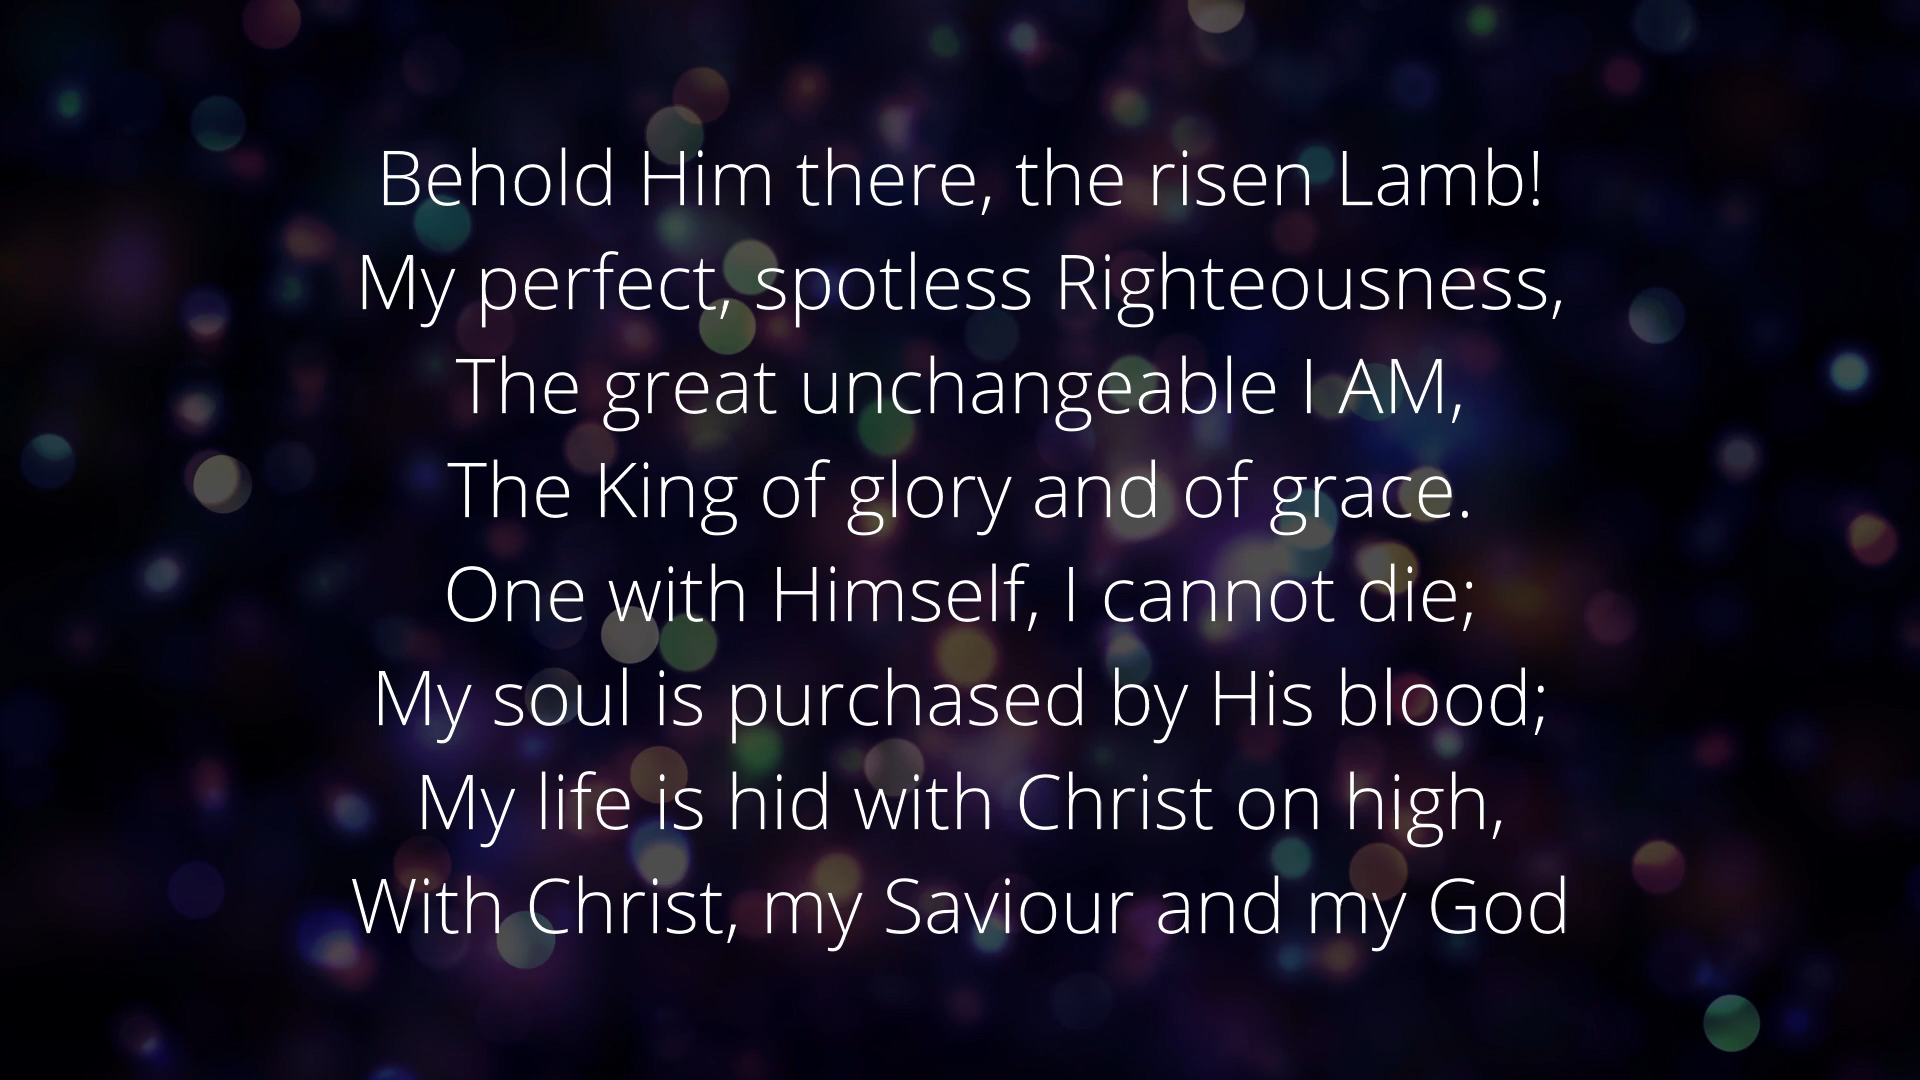 Behold Him there, the risen Lamb!
My perfect, spotless Righteousness,
The great unchangeable I AM,
The King of glory and of grace.
One with Himself, I cannot die;
My soul is purchased by His blood;
My life is hid with Christ on high,
With Christ, my Saviour and my God